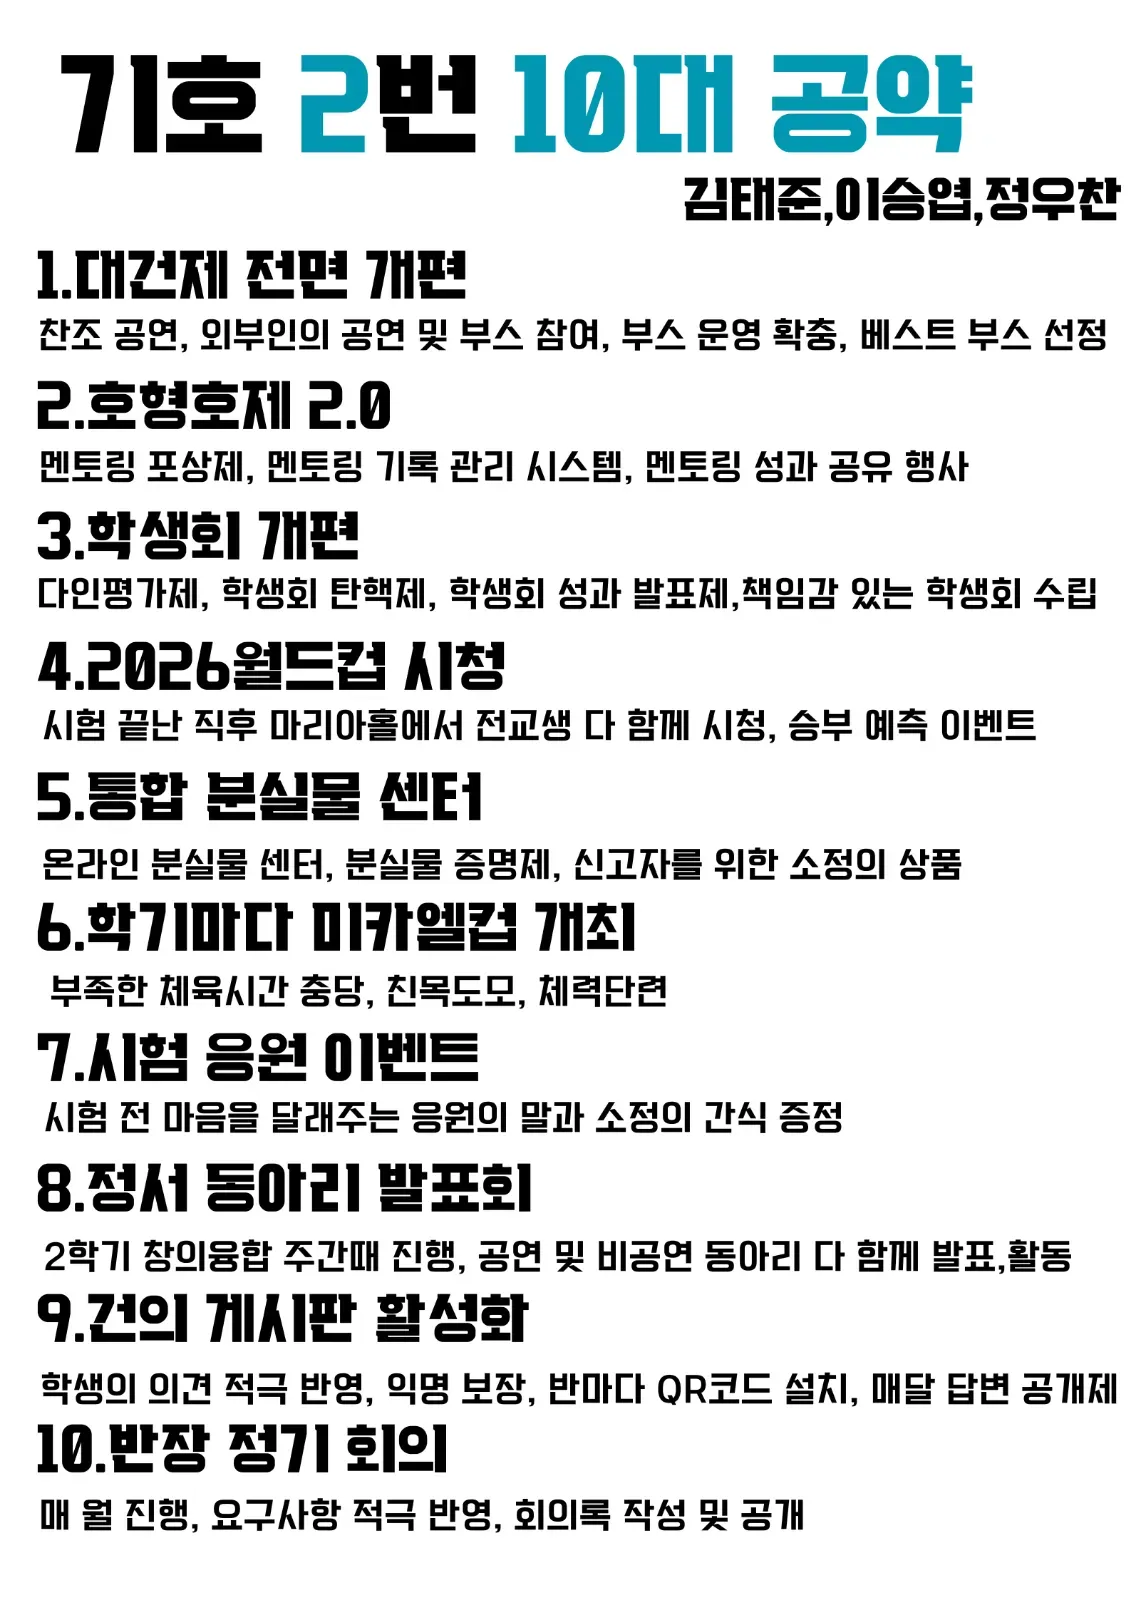 기호 2번 10대 공약
김태준,이승엽,정우찬
1.대건제 전면 개편
찬조 공연, 외부인의 공연 및 부스 참여, 부스 운영 확충, 베스트 부스 선정
2.호형호제 2.0
멘토링 포상제, 멘토링 기록 관리 시스템, 멘토링 성과 공유 행사
3.학생회 개편
다인평가제, 학생회 탄핵제, 학생회 성과 발표제,책임감 있는 학생회 수립
4.2026월드컵 시청
시험 끝난 직후 마리아홀에서 전교생 다 함께 시청, 승부 예측 이벤트
5.통합 분실물 센터
온라인 분실물 센터, 분실물 증명제, 신고자를 위한 소정의 상품
6.학기마다 미카엘컵 개최
부족한 체육시간 충당, 친목도모, 체력단련
7.시험 응원 이벤트
시험 전 마음을 달래주는 응원의 말과 소정의 간식 증정
8.정서 동아리 발표회
2학기 창의융합 주간때 진행, 공연 및 비공연 동아리 다 함께 발표,활동
9.건의 게시판 활성화
학생의 의견 적극 반영, 익명 보장, 반마다 QR코드 설치, 매달 답변 공개제
10.반장 정기 회의
매 월 진행, 요구사항 적극 반영, 회의록 작성 및 공개